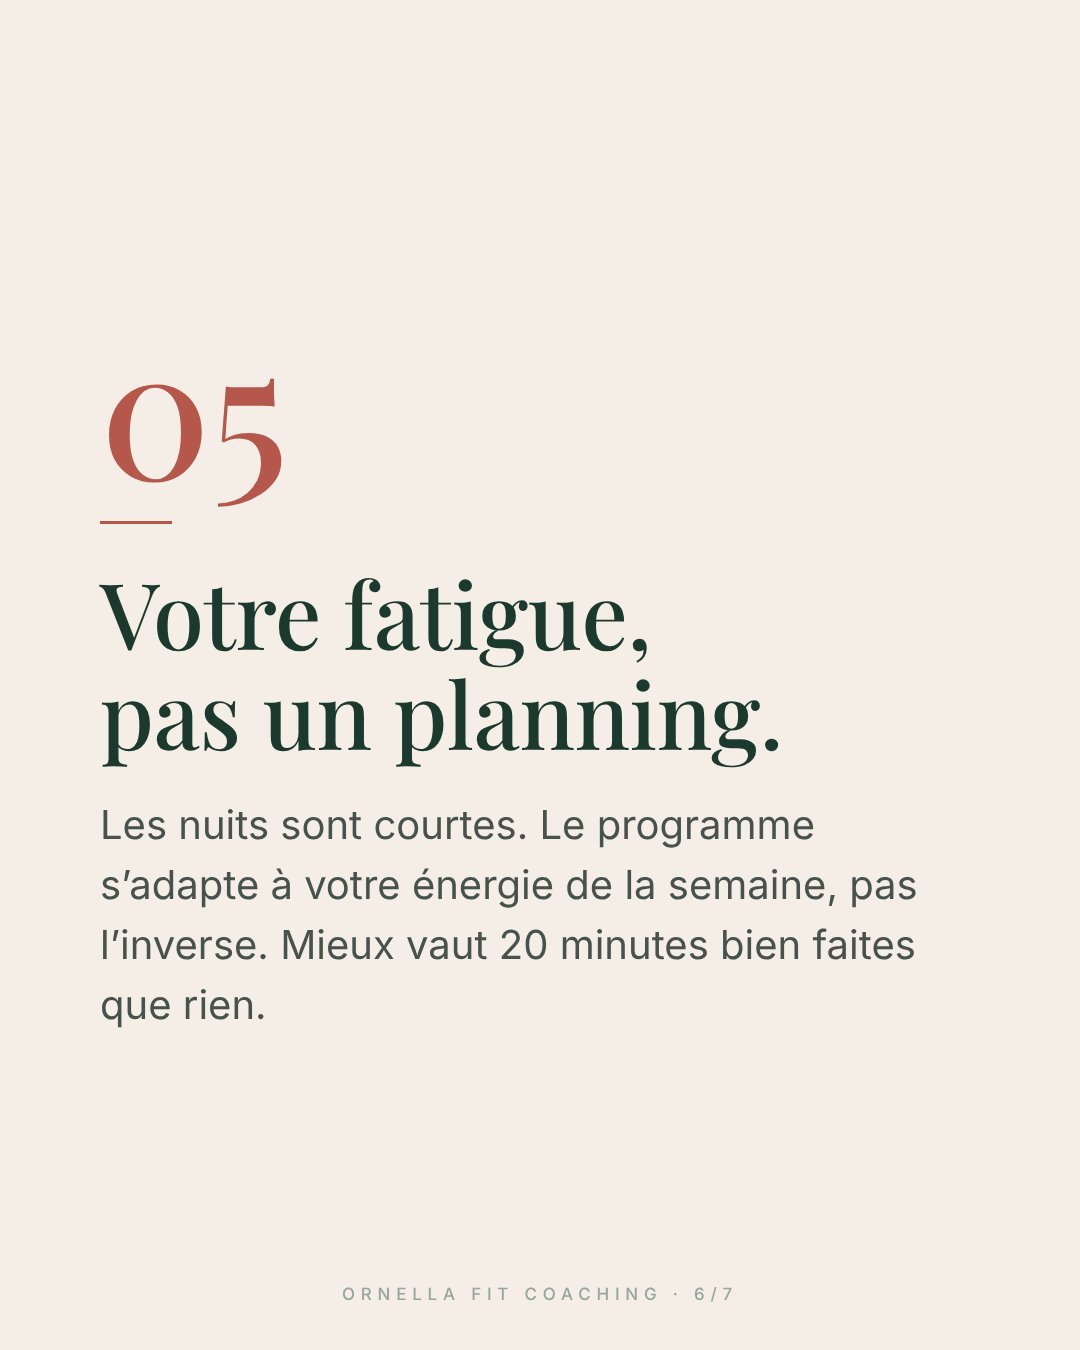 05
Votre fatigue,
pas un planning.
Les nuits sont courtes. Le programme
s’adapte à votre énergie de la semaine, pas
l’inverse. Mieux vaut 20 minutes bien faites
que rien.
ORNELLA FIT COACHING · 6/7